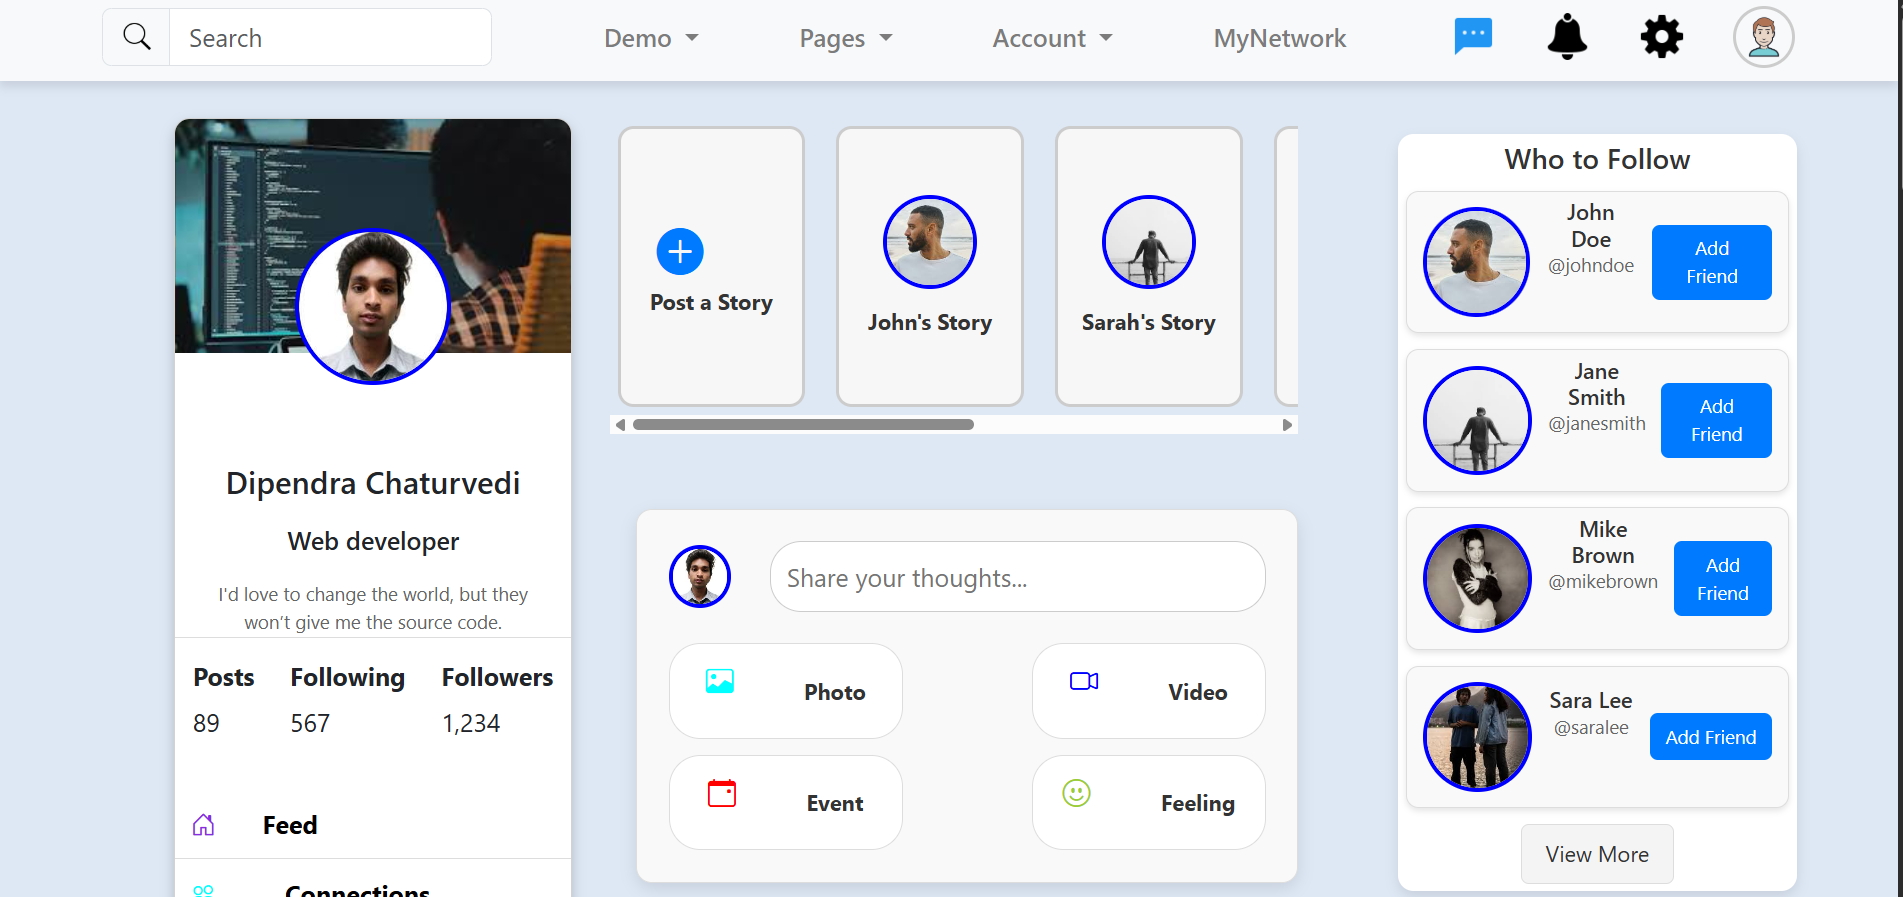 Search
Demo
Pages
Account
MyNetwork
Dipendra Chaturvedi
Web developer
I'd love to change the world, but they
won’t give me the source code.
Posts
Following
Followers
89
567
1,234
Feed
Connections
Post a Story
John's Story
Sarah's Story
Share your thoughts...
Photo
Video
Event
Feeling
Who to Follow
John
Doe
@johndoe
Add
Friend
Jane
Smith
@janesmith
Add
Friend
Mike
Brown
@mikebrown
Add
Friend
Sara Lee
@saralee
Add Friend
View More